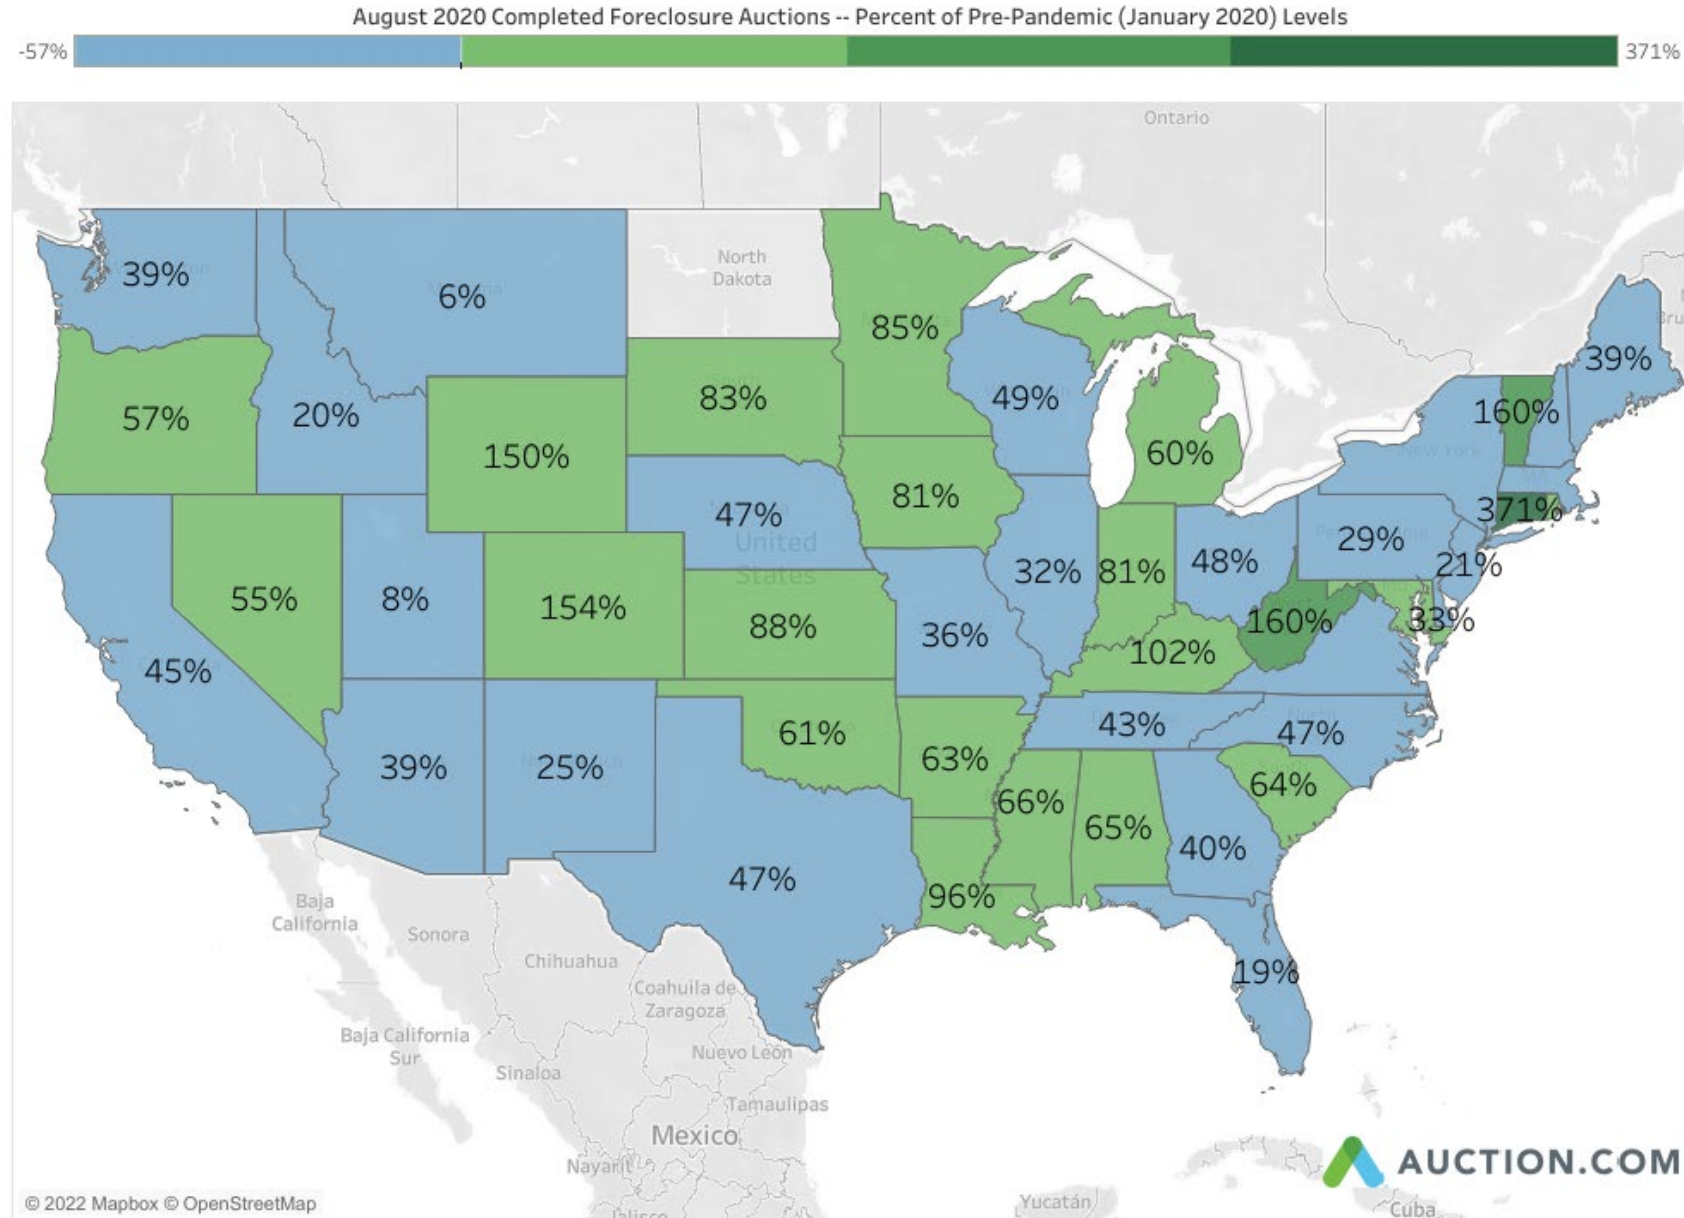 August 2020 Completed Foreclosure Auctions -- Percent of Pre-Pandemic (January 2020) Levels
-57%
371%
Ontario
39%
6%
North
Dakota
85%
39%
57%
20%
83%
49%
160%
150%
60%
New York
81%
47%
371%
United
States
29%
21%
55%
8%
154%
88%
32%
81%
48%
36%
160%
33%
45%
102%
61%
43%
47%
39%
25%
63%
66%
65%
64%
40%
47%
96%
19%
Baja
California
Sonora
Chihuahua
Coahuila de
Zaragoza
Baja California
Sur
Nuevo León
Sinaloa
Tamaulipas
Mexico
Nayarit
Jalisco
Yucatán
Cuba
AUCTION.COM
© 2022 Mapbox © OpenStreetMap